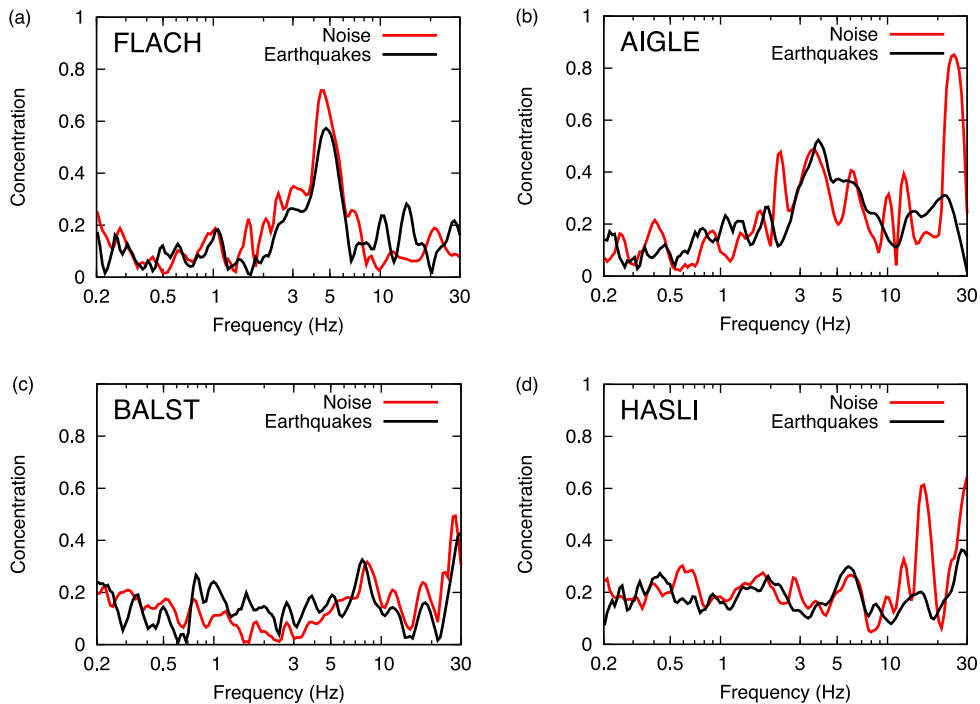 (a)
FLACH
Noise
Earthquakes
Concentration
1
0.8
0.6
0.4
0.2
0
0.2 0.5 1 3 5 10 30
Frequency (Hz)
(b)
AIGLE
Noise
Earthquakes
Concentration
1
0.8
0.6
0.4
0.2
0
0.2 0.5 1 3 5 10 30
Frequency (Hz)
(c)
BALST
Noise
Earthquakes
Concentration
1
0.8
0.6
0.4
0.2
0
0.2 0.5 1 3 5 10 30
Frequency (Hz)
(d)
HASLI
Noise
Earthquakes
Concentration
1
0.8
0.6
0.4
0.2
0
0.2 0.5 1 3 5 10 30
Frequency (Hz)